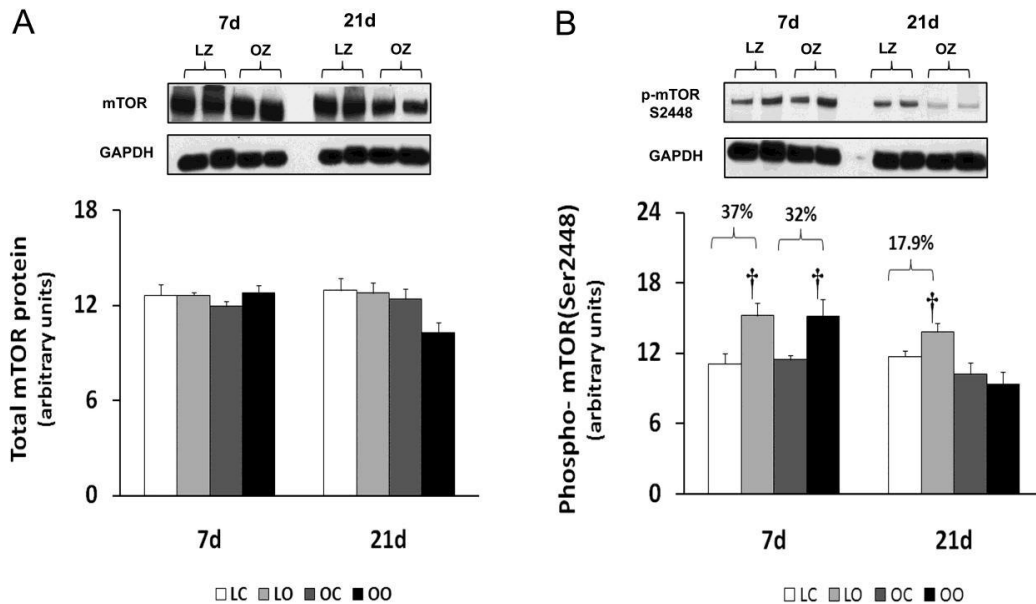 A
7d 21d
LZ OZ LZ OZ
mTOR
GAPDH
Total mTOR protein
(arbitrary units)
18
12
6
0
7d 21d
LC LO OC OO
B
7d 21d
LZ OZ LZ OZ
p-mTOR
S2448
GAPDH
Phospho- mTOR(Ser2448)
(arbitrary units)
24
18
12
6
0
37% 32% 17.9%
† † †
7d 21d
LC LO OC OO